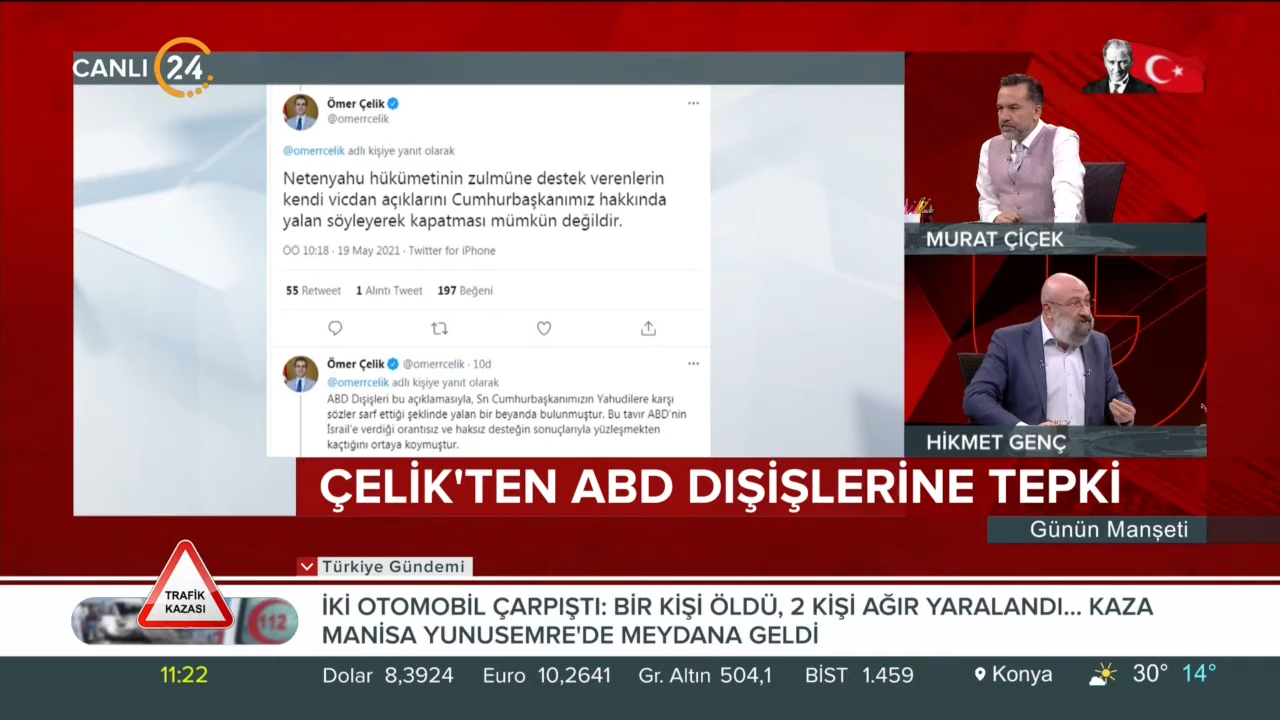 CANLI 24
Ömer Çelik
@omerrcelik
@omerrcelik adlı kişiye yanıt olarak
Netenyahu hükümetinin zulmüne destek verenlerin
kendi vicdan açıklarını Cumhurbaşkanımız hakkında
yalan söyleyerek kapatması mümkün değildir.
ÖÖ 10:18 · 19 May 2021 · Twitter for iPhone
55 Retweet 1 Alıntı Tweet 197 Beğeni
Ömer Çelik @omerrcelik · 10d
@omerrcelik adlı kişiye yanıt olarak
ABD Dışişleri bu açıklamasıyla, Sn Cumhurbaşkanımızın Yahudilere karşı
sözler sarf ettiği şeklinde yalan bir beyanda bulunmuştur. Bu tavır ABD'nin
İsrail'e verdiği orantısız ve haksız desteğin sonuçlarıyla yüzleşmekten
kaçtığını ortaya koymuştur.
MURAT ÇİÇEK
HİKMET GENÇ
ÇELİK'TEN ABD DIŞİŞLERİNE TEPKİ
Günün Manşeti
Türkiye Gündemi
TRAFİK
KAZASI
112
İKİ OTOMOBİL ÇARPIŞTI: BİR KİŞİ ÖLDÜ, 2 KİŞİ AĞIR YARALANDI... KAZA
MANİSA YUNUSEMRE'DE MEYDANA GELDİ
11:22 Dolar 8,3924 Euro 10,2641 Gr. Altın 504,1 BİST 1.459 Konya 30° 14°